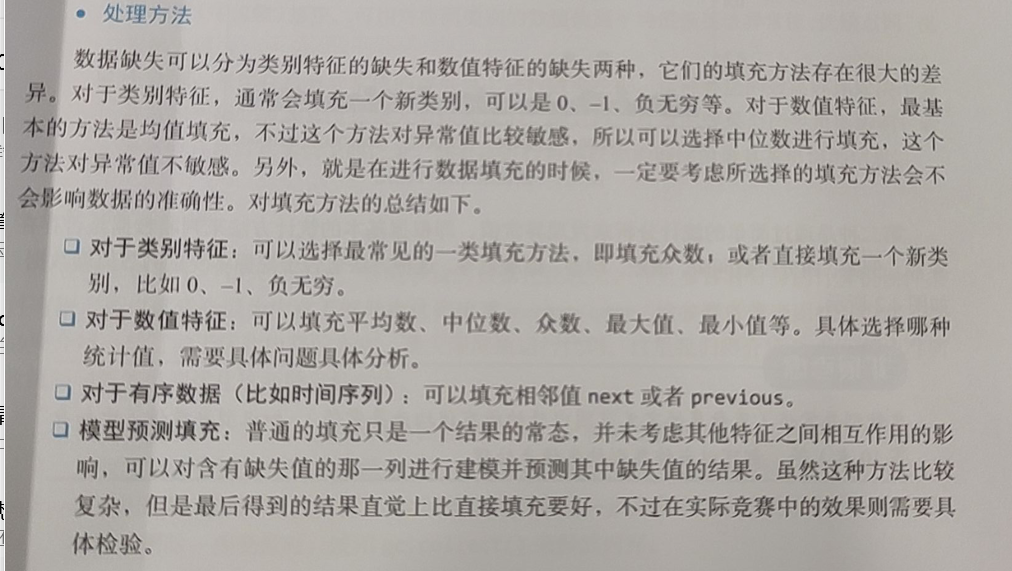 • 处理方法
数据缺失可以分为类别特征的缺失和数值特征的缺失两种，它们的填充方法存在很大的差
异。对于类别特征，通常会填充一个新类别，可以是 0、–1、负无穷等。对于数值特征，最基
本的方法是均值填充，不过这个方法对异常值比较敏感，所以可以选择中位数进行填充，这个
方法对异常值不敏感。另外，就是在进行数据填充的时候，一定要考虑所选择的填充方法会不
会影响数据的准确性。对填充方法的总结如下。
❏ 对于类别特征：可以选择最常见的一类填充方法，即填充众数；或者直接填充一个新类
别，比如 0、–1、负无穷。
❏ 对于数值特征：可以填充平均数、中位数、众数、最大值、最小值等。具体选择哪种
统计值，需要具体问题具体分析。
❏ 对于有序数据（比如时间序列）：可以填充相邻值 next 或者 previous。
❏ 模型预测填充：普通的填充只是一个结果的常态，并未考虑其他特征之间相互作用的影
响，可以对含有缺失值的那一列进行建模并预测其中缺失值的结果。虽然这种方法比较
复杂，但是最后得到的结果直觉上比直接填充要好，不过在实际竞赛中的效果则需要具
体检验。